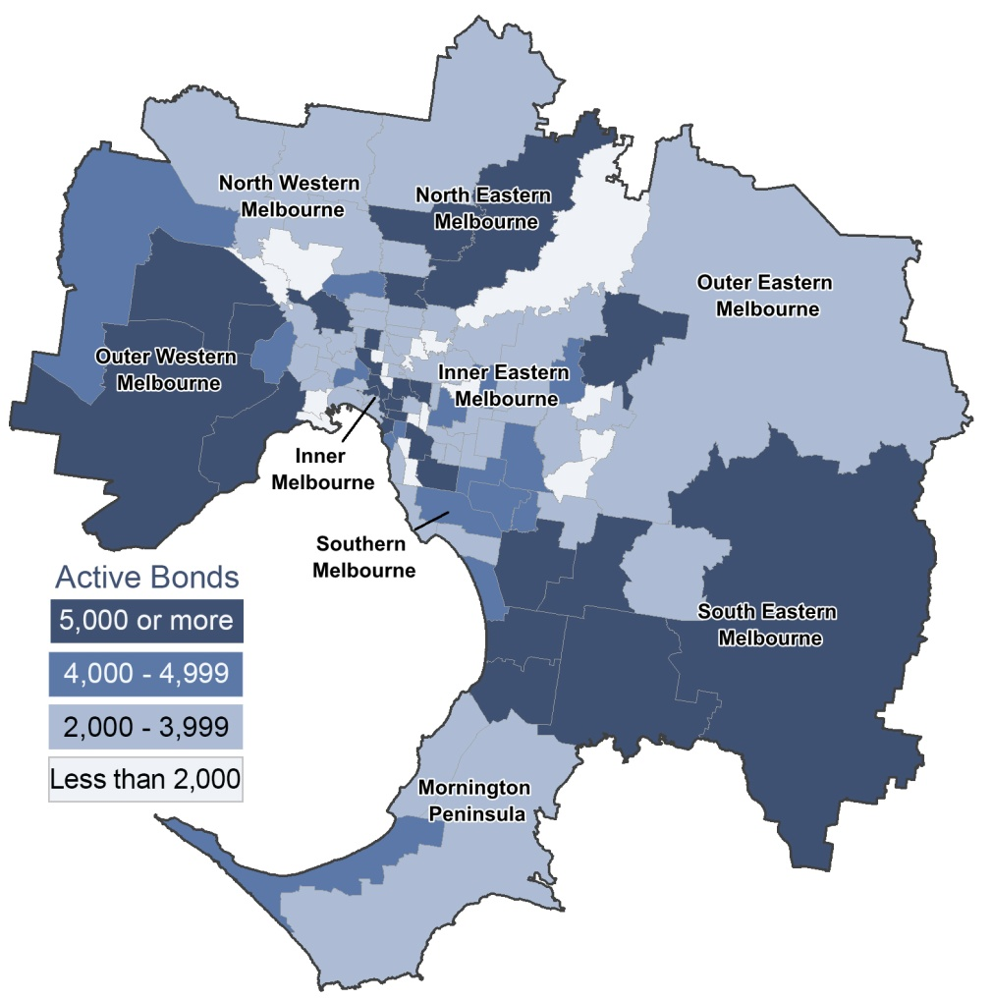 North Western
Melbourne
North Eastern
Melbourne
Outer Eastern
Melbourne
Outer Western
Melbourne
Inner Eastern
Melbourne
Inner
Melbourne
Southern
Melbourne
Active Bonds
5,000 or more
4,000 - 4,999
2,000 - 3,999
Less than 2,000
South Eastern
Melbourne
Mornington
Peninsula